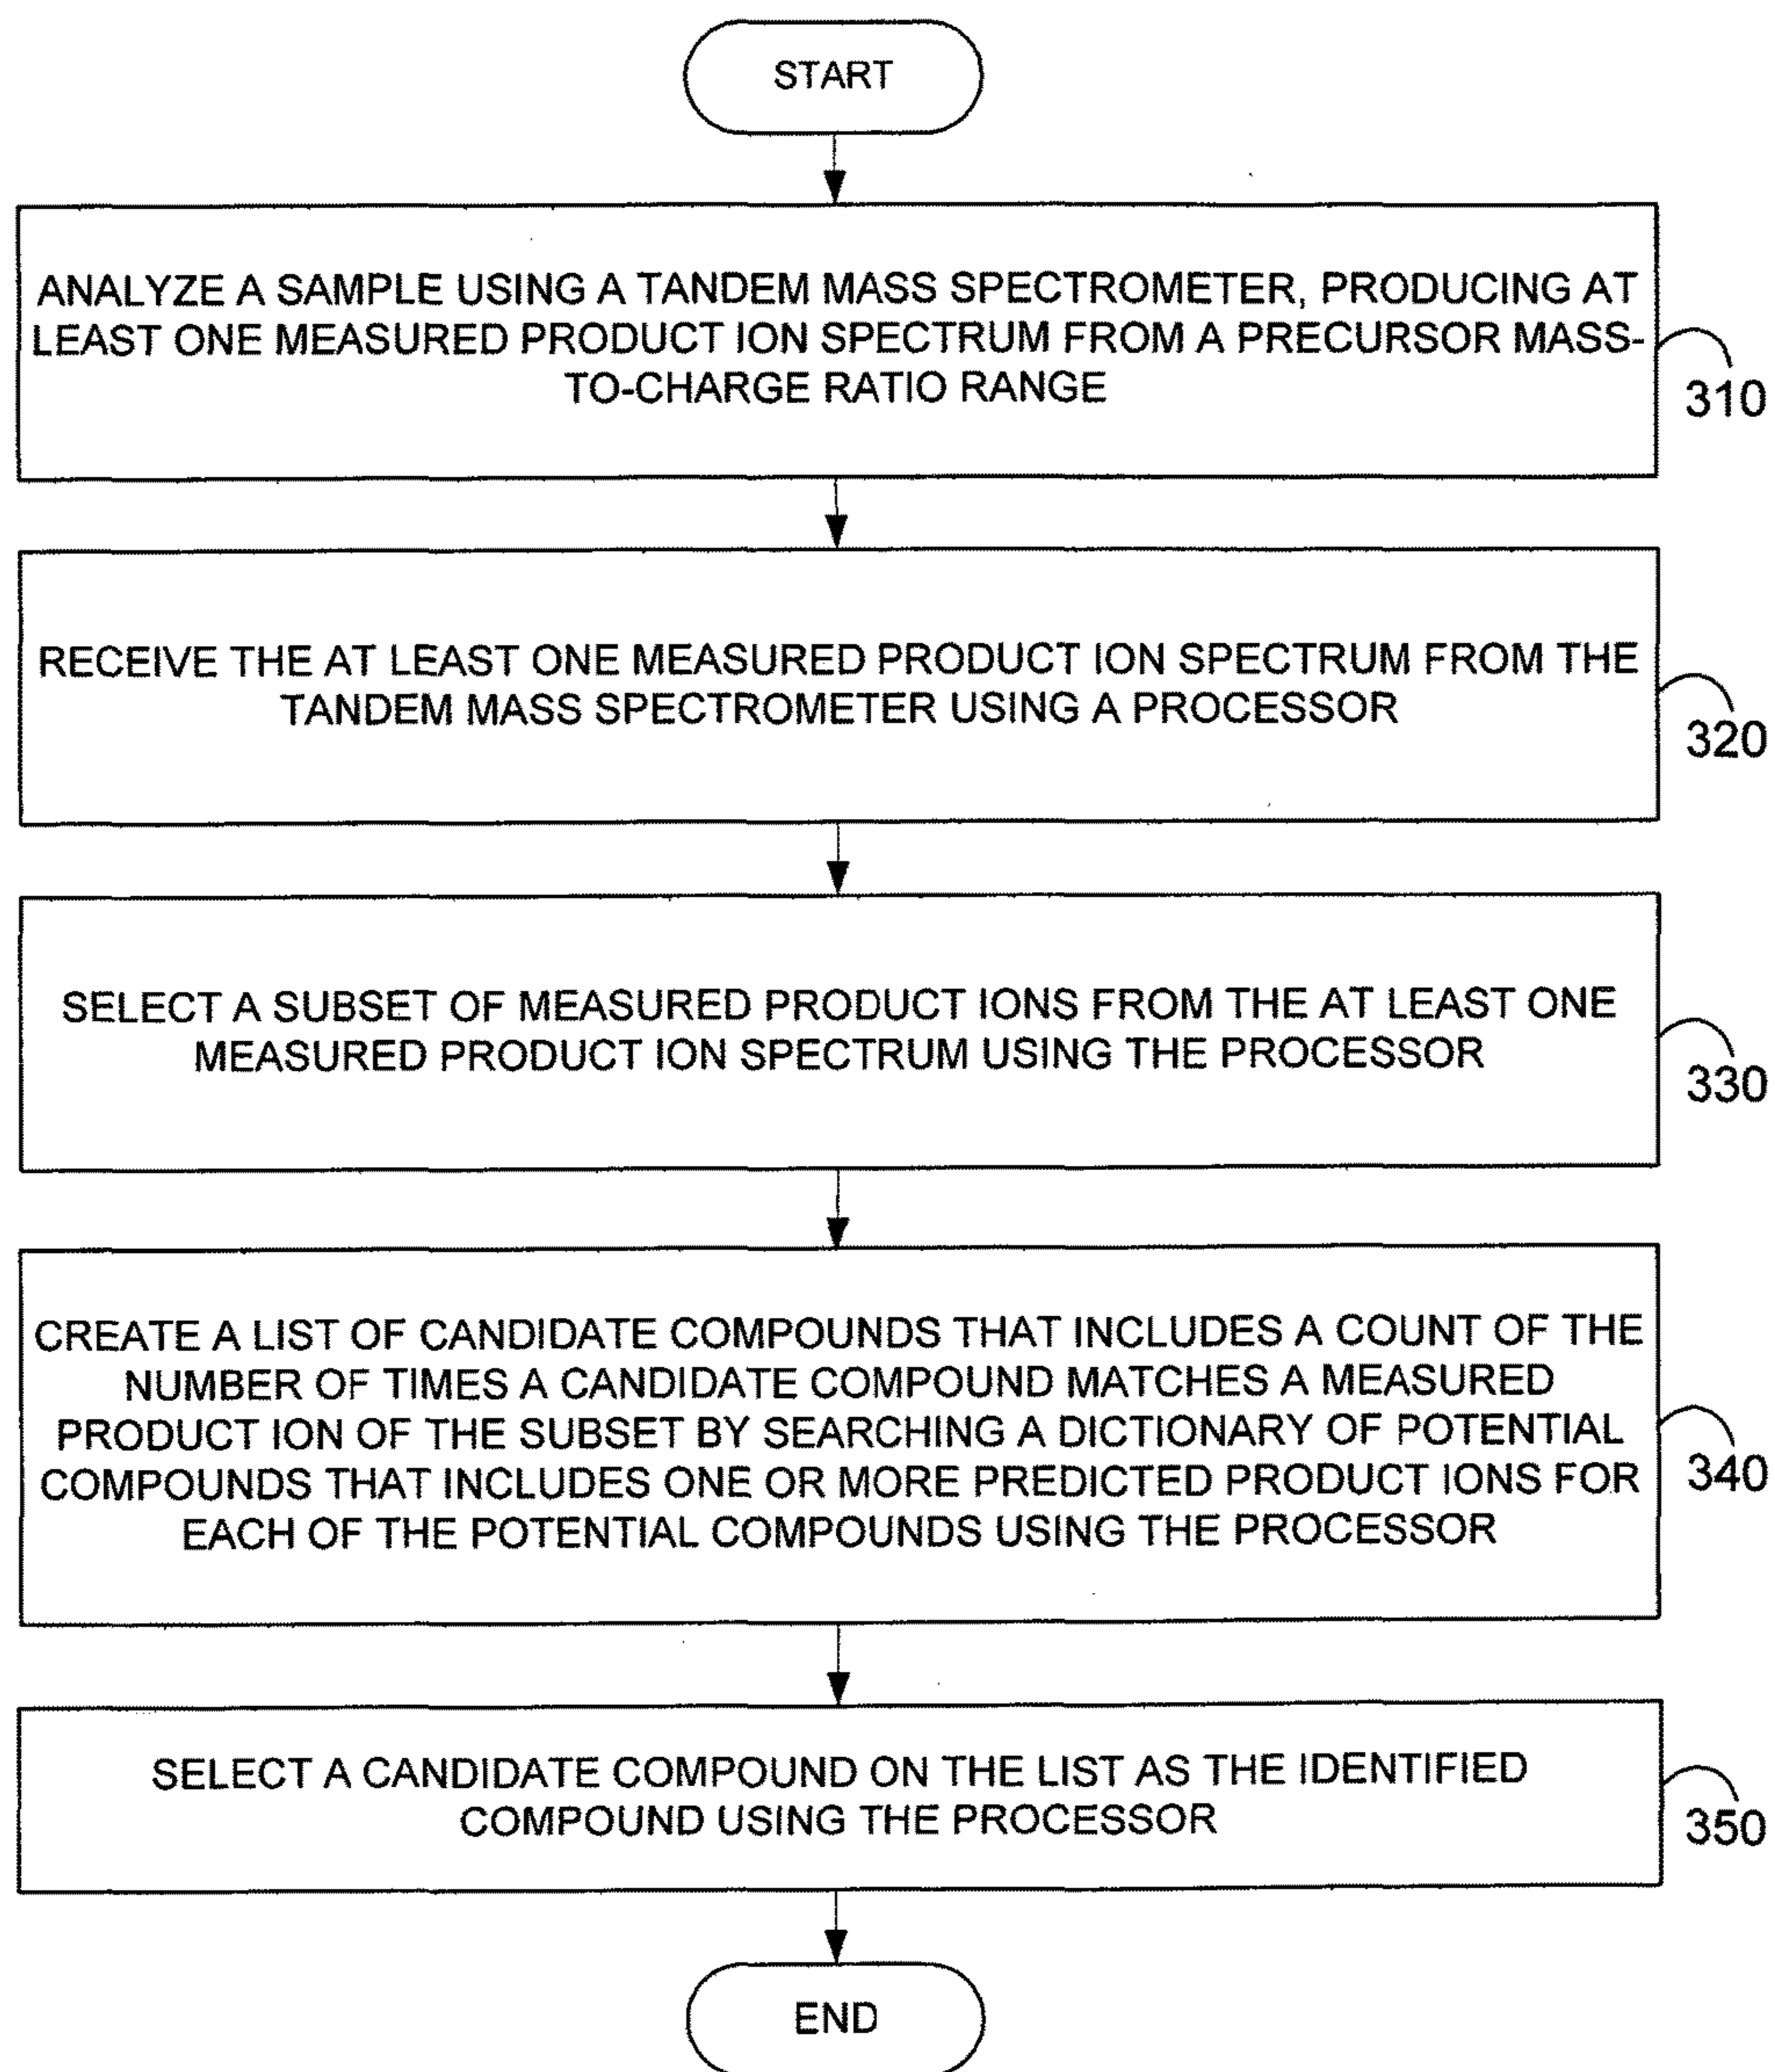 START
ANALYZE A SAMPLE USING A TANDEM MASS SPECTROMETER, PRODUCING AT
LEAST ONE MEASURED PRODUCT ION SPECTRUM FROM A PRECURSOR MASS-
TO-CHARGE RATIO RANGE
310
RECEIVE THE AT LEAST ONE MEASURED PRODUCT ION SPECTRUM FROM THE
TANDEM MASS SPECTROMETER USING A PROCESSOR
320
SELECT A SUBSET OF MEASURED PRODUCT IONS FROM THE AT LEAST ONE
MEASURED PRODUCT ION SPECTRUM USING THE PROCESSOR
330
CREATE A LIST OF CANDIDATE COMPOUNDS THAT INCLUDES A COUNT OF THE
NUMBER OF TIMES A CANDIDATE COMPOUND MATCHES A MEASURED
PRODUCT ION OF THE SUBSET BY SEARCHING A DICTIONARY OF POTENTIAL
COMPOUNDS THAT INCLUDES ONE OR MORE PREDICTED PRODUCT IONS FOR
EACH OF THE POTENTIAL COMPOUNDS USING THE PROCESSOR
340
SELECT A CANDIDATE COMPOUND ON THE LIST AS THE IDENTIFIED
COMPOUND USING THE PROCESSOR
350
END